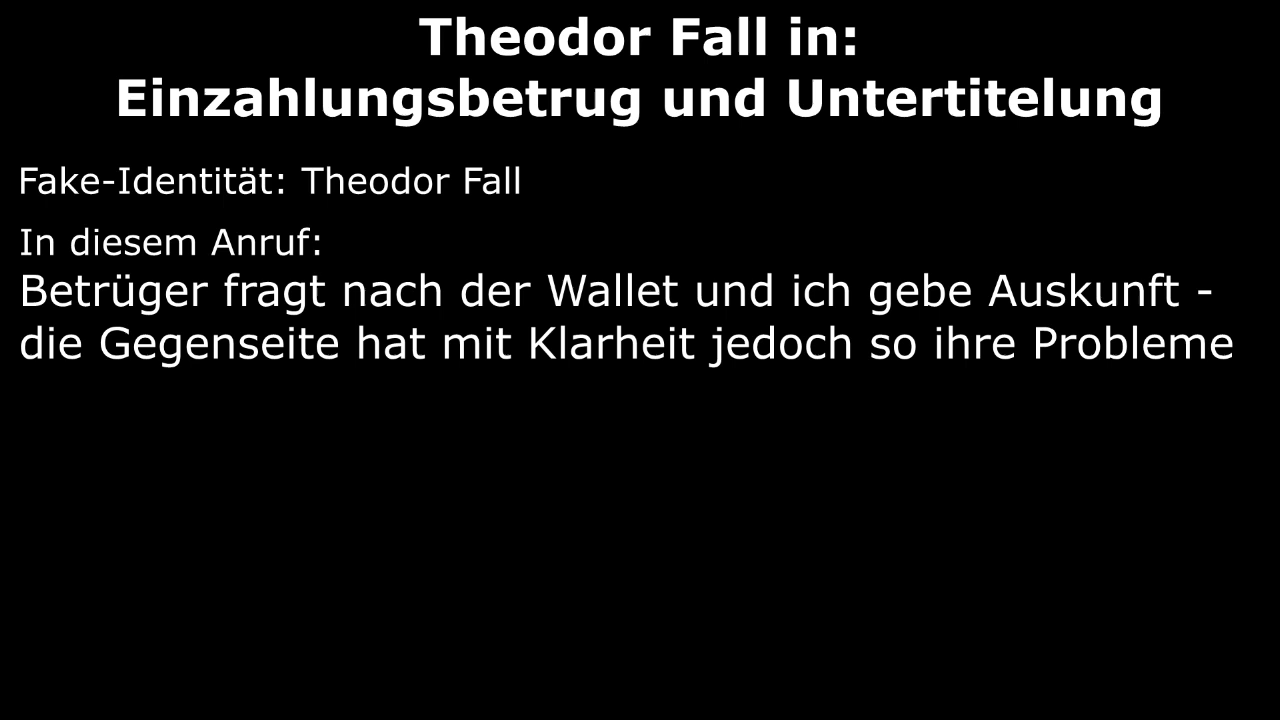 Theodor Fall in:
Einzahlungsbetrug und Untertitelung
Fake-Identität: Theodor Fall
In diesem Anruf:
Betrüger fragt nach der Wallet und ich gebe Auskunft -
die Gegenseite hat mit Klarheit jedoch so ihre Probleme